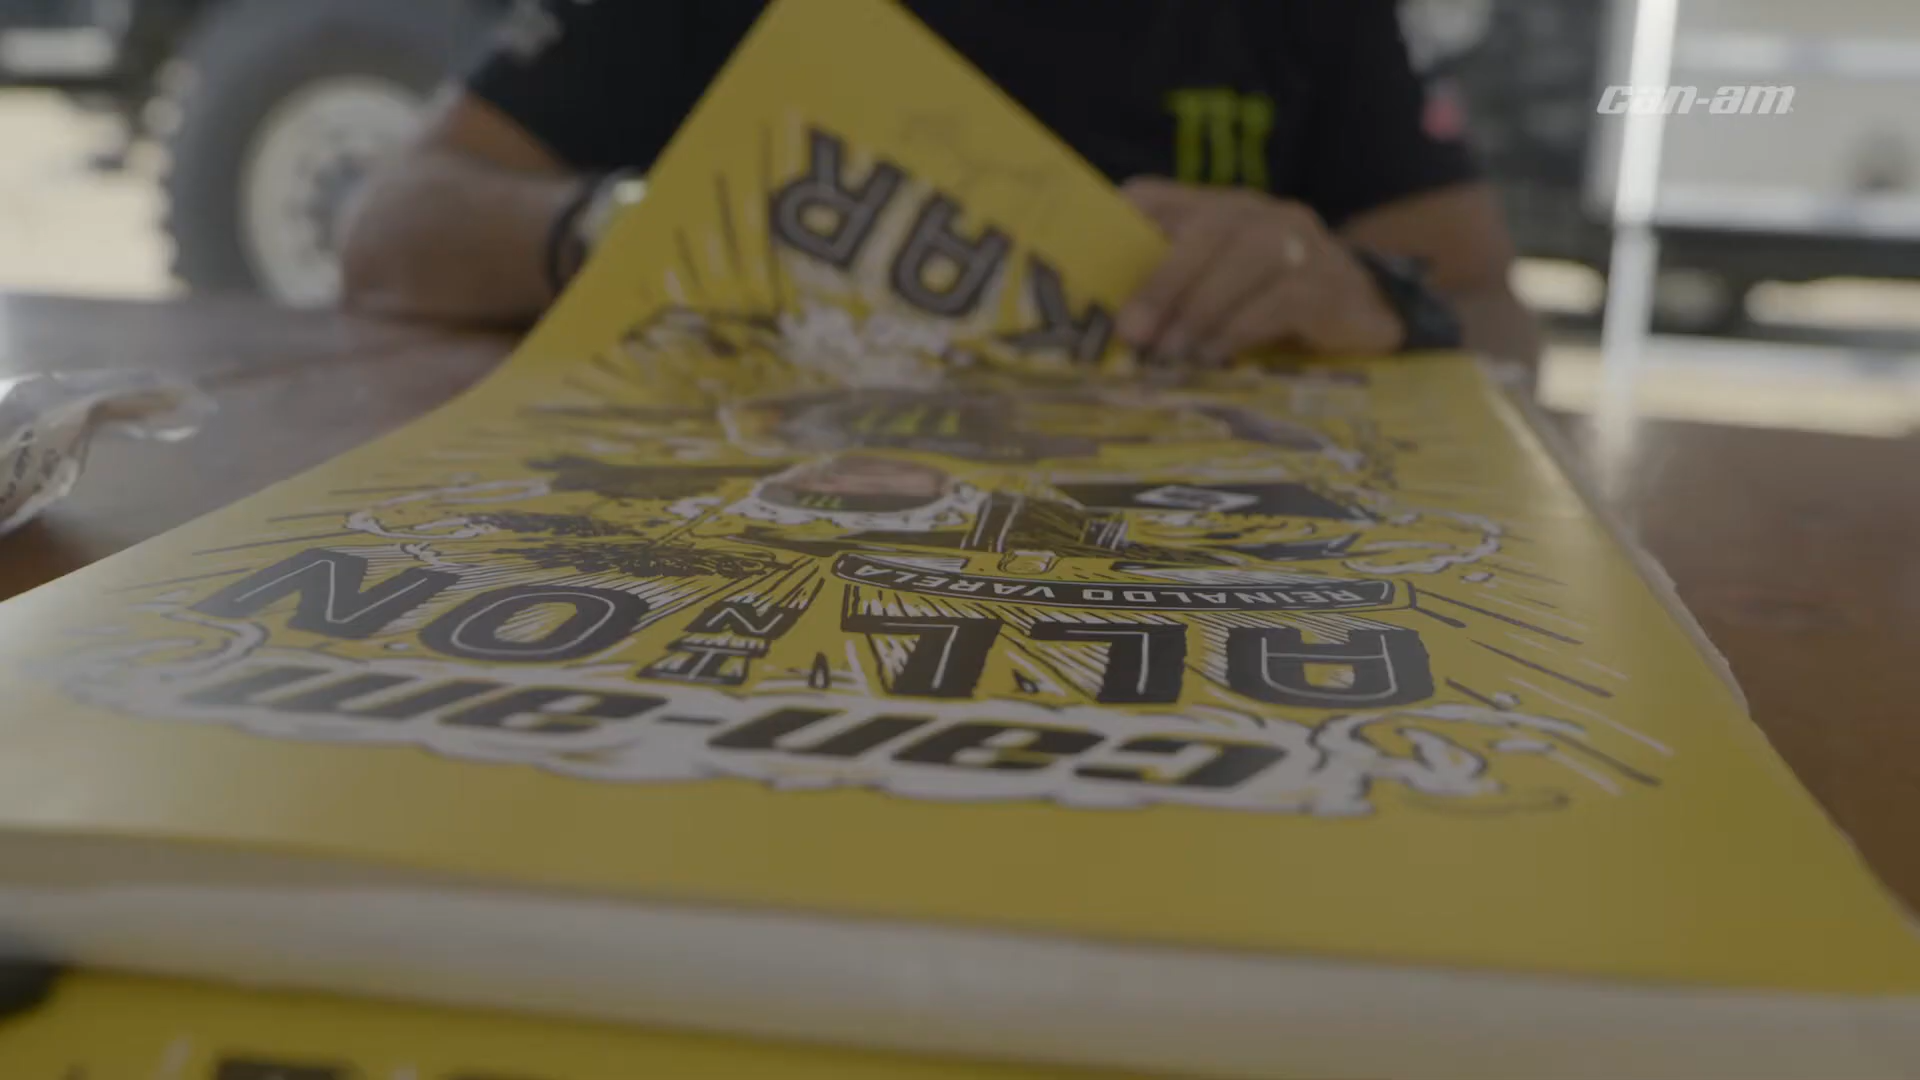 can-am
can-am
ALL IN ON
REINALDO VARELA
KAR